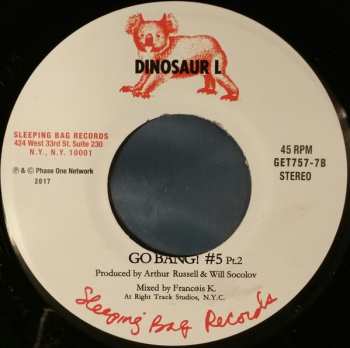 DINOSAUR L
SLEEPING BAG RECORDS
424 West 33rd St. Suite 230
N.Y., N.Y. 10001
℗ & © Phase One Network
2017
45 RPM
GET757-7B
STEREO
GO BANG! #5 Pt.2
Produced by Arthur Russell & Will Socolov
Mixed by Francois K.
At Right Track Studios, N.Y.C.
Sleeping Bag Records